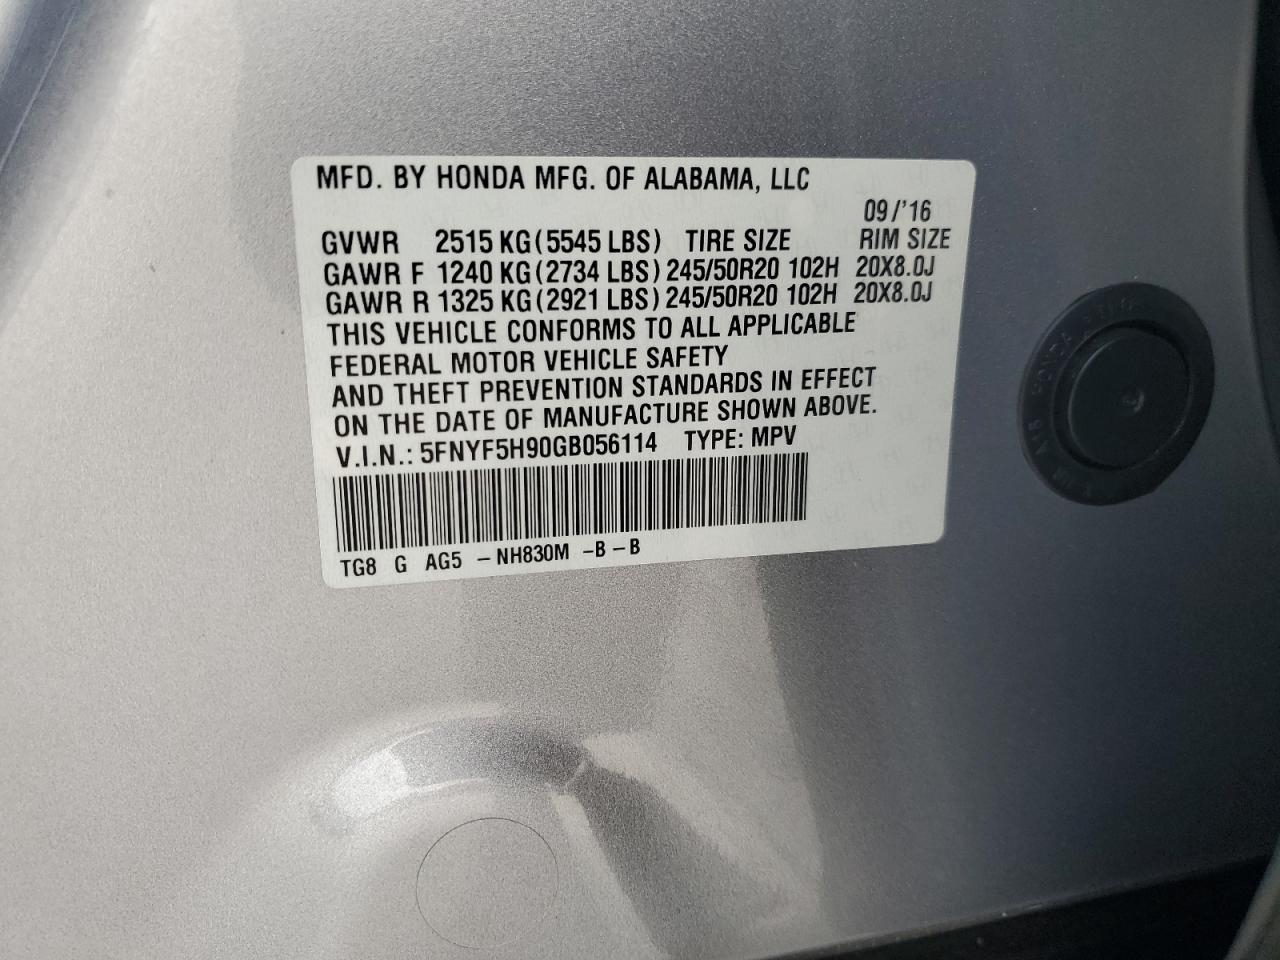 MFD. BY HONDA MFG. OF ALABAMA, LLC
09/'16
GVWR 2515 KG(5545 LBS) TIRE SIZE RIM SIZE
GAWR F 1240 KG(2734 LBS) 245/50R20 102H 20X8.0J
GAWR R 1325 KG(2921 LBS) 245/50R20 102H 20X8.0J
THIS VEHICLE CONFORMS TO ALL APPLICABLE
FEDERAL MOTOR VEHICLE SAFETY
AND THEFT PREVENTION STANDARDS IN EFFECT
ON THE DATE OF MANUFACTURE SHOWN ABOVE.
V.I.N.: 5FNYF5H90GB056114 TYPE: MPV
TG8 G AG5 -NH830M -B-B
HONDA